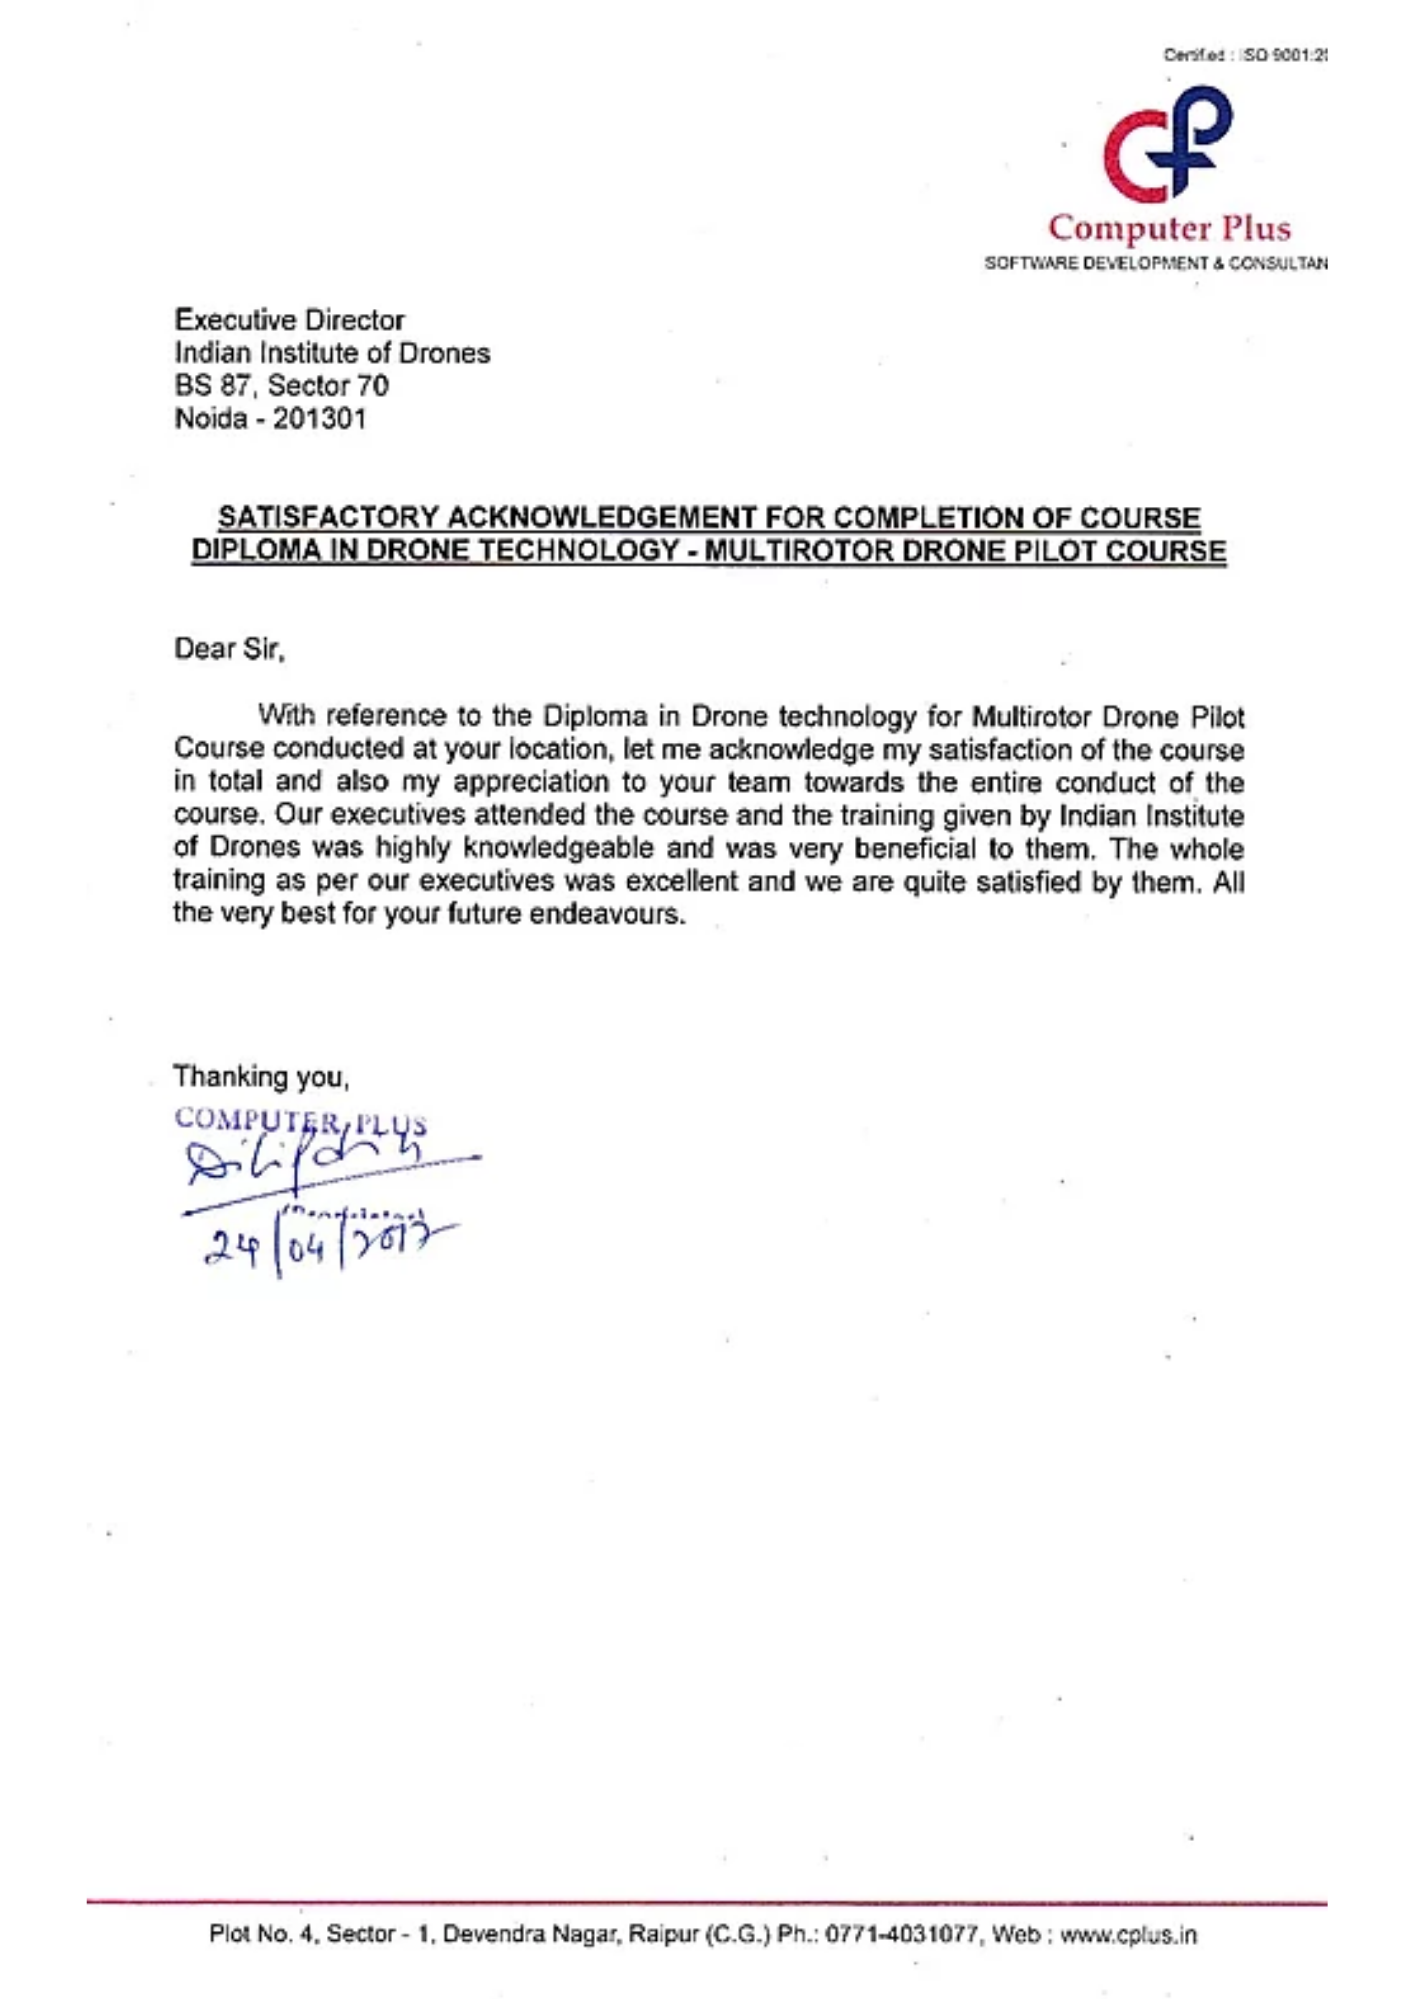 Certified : ISO 9001:2
CP
Computer Plus
SOFTWARE DEVELOPMENT & CONSULTAN
Executive Director
Indian Institute of Drones
BS 87, Sector 70
Noida - 201301
SATISFACTORY ACKNOWLEDGEMENT FOR COMPLETION OF COURSE
DIPLOMA IN DRONE TECHNOLOGY - MULTIROTOR DRONE PILOT COURSE
Dear Sir,
With reference to the Diploma in Drone technology for Multirotor Drone Pilot
Course conducted at your location, let me acknowledge my satisfaction of the course
in total and also my appreciation to your team towards the entire conduct of the
course. Our executives attended the course and the training given by Indian Institute
of Drones was highly knowledgeable and was very beneficial to them. The whole
training as per our executives was excellent and we are quite satisfied by them. All
the very best for your future endeavours.
Thanking you,
COMPUTER PLUS
24/04/2017
Plot No. 4, Sector - 1, Devendra Nagar, Raipur (C.G.) Ph.: 0771-4031077, Web : www.cplus.in